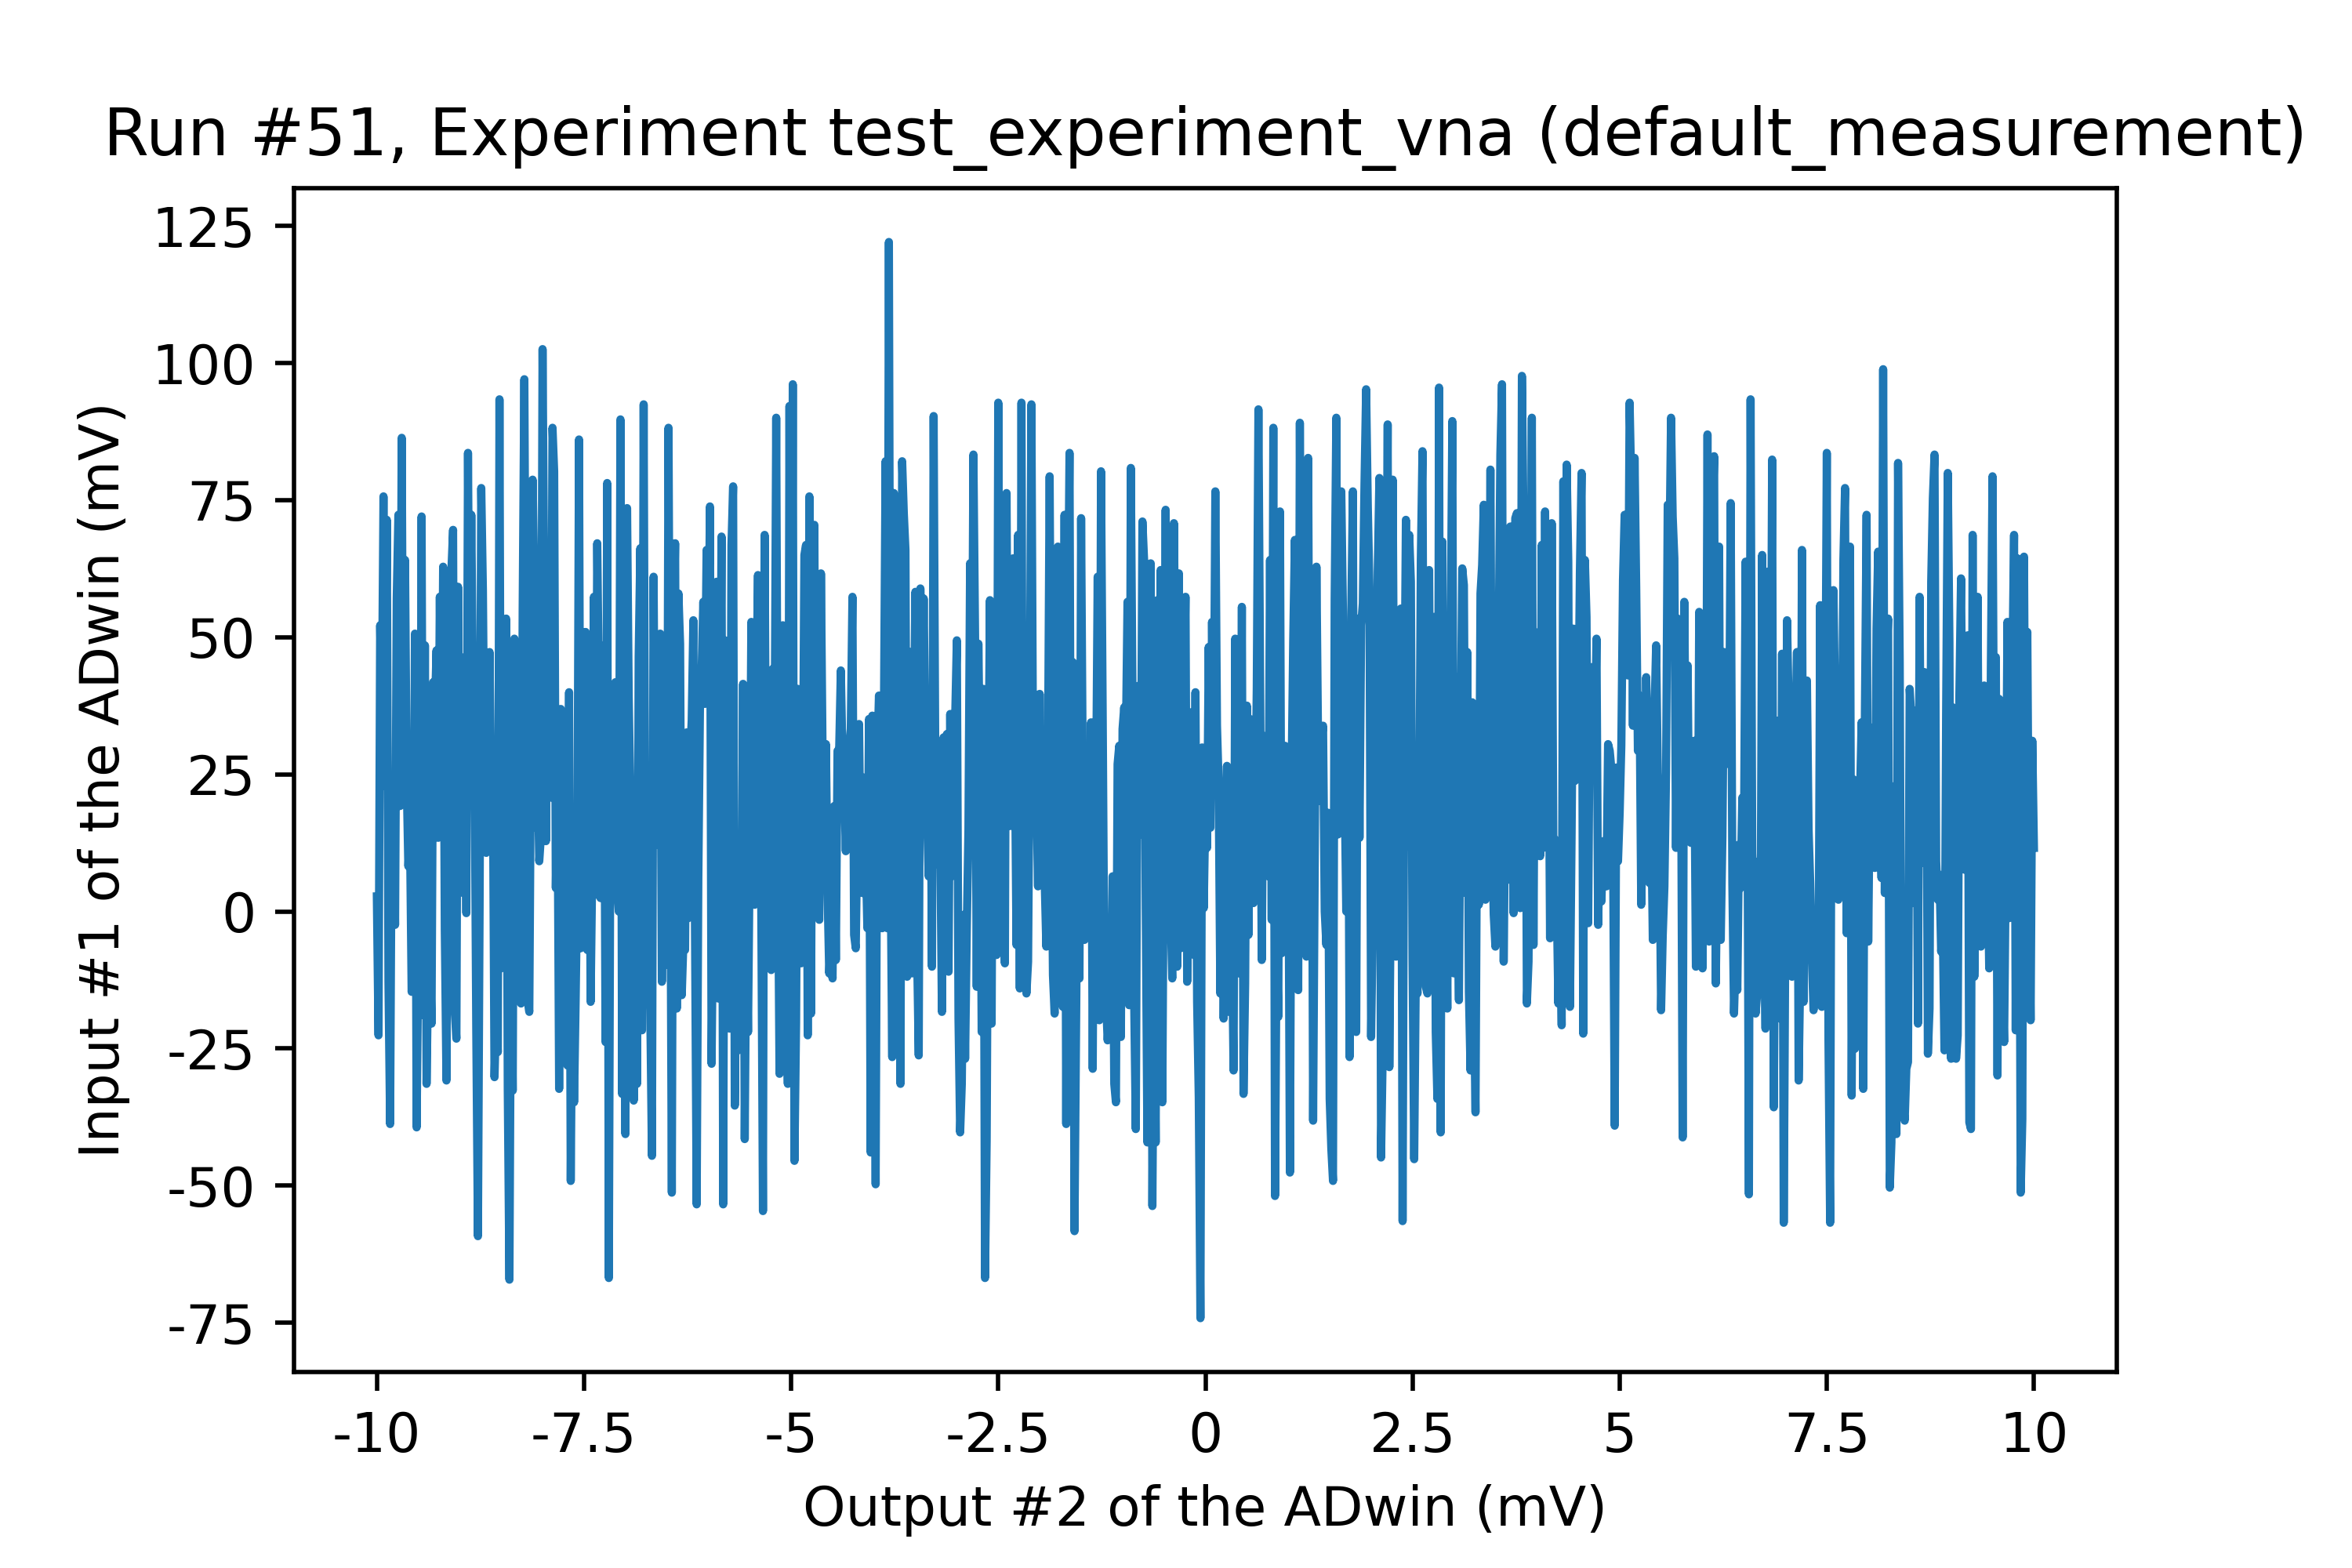 Run #51, Experiment test_experiment_vna (default_measurement)
125
100
75
50
25
0
-25
-50
-75
Input #1 of the ADwin (mV)
-10 -7.5 -5 -2.5 0 2.5 5 7.5 10
Output #2 of the ADwin (mV)